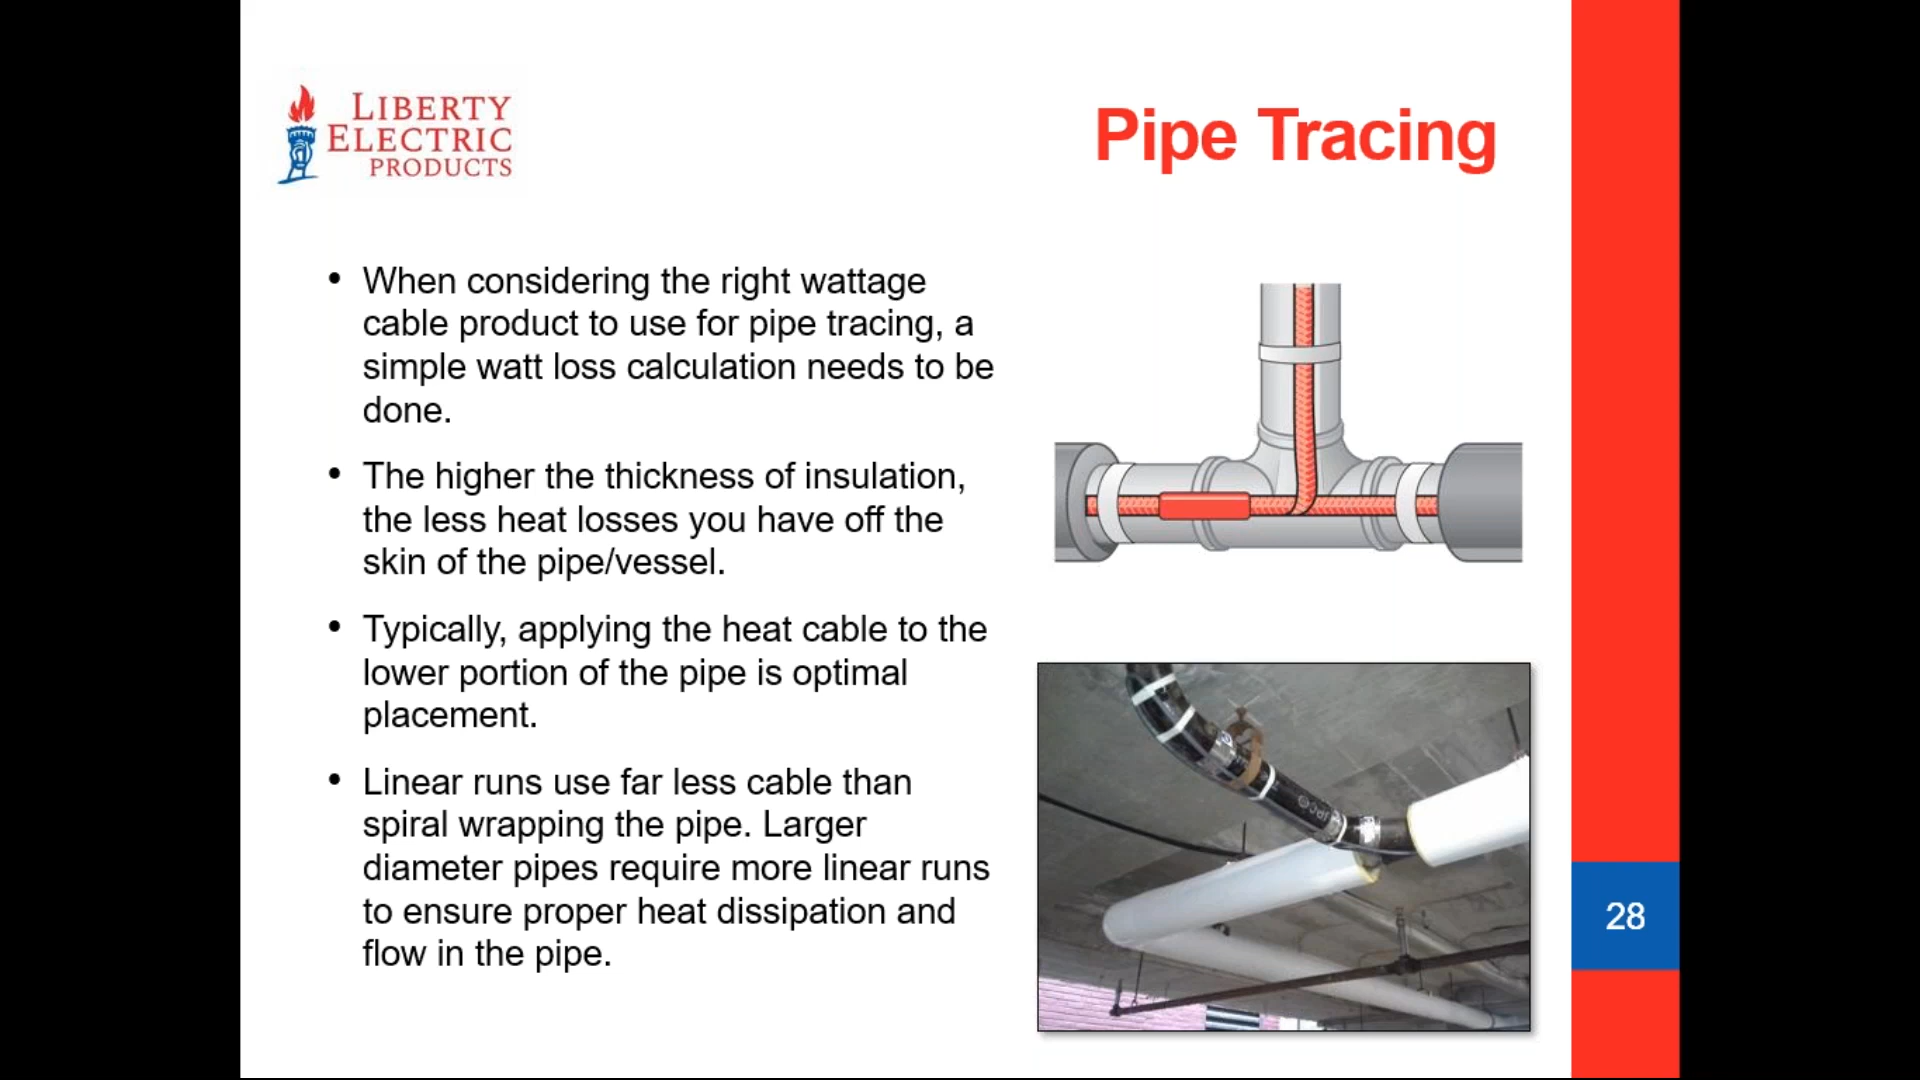 LIBERTY
ELECTRIC
PRODUCTS
Pipe Tracing
• When considering the right wattage
cable product to use for pipe tracing, a
simple watt loss calculation needs to be
done.
• The higher the thickness of insulation,
the less heat losses you have off the
skin of the pipe/vessel.
• Typically, applying the heat cable to the
lower portion of the pipe is optimal
placement.
• Linear runs use far less cable than
spiral wrapping the pipe. Larger
diameter pipes require more linear runs
to ensure proper heat dissipation and
flow in the pipe.
28